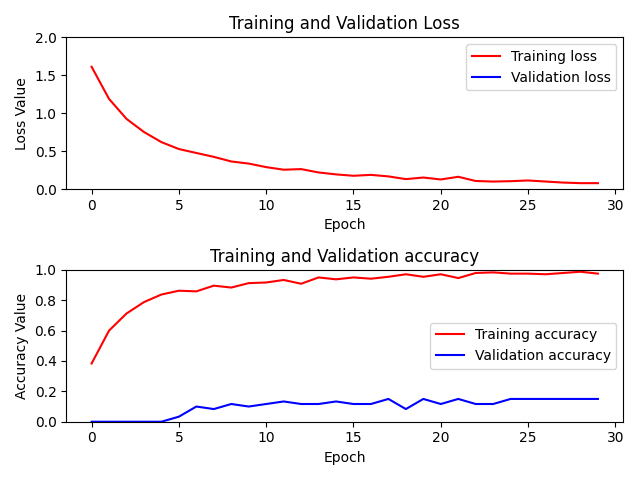 Training and Validation Loss
2.0
1.5
1.0
0.5
0.0
Loss Value
Training loss
Validation loss
0 5 10 15 20 25 30
Epoch
Training and Validation accuracy
1.0
0.8
0.6
0.4
0.2
0.0
Accuracy Value
Training accuracy
Validation accuracy
0 5 10 15 20 25 30
Epoch